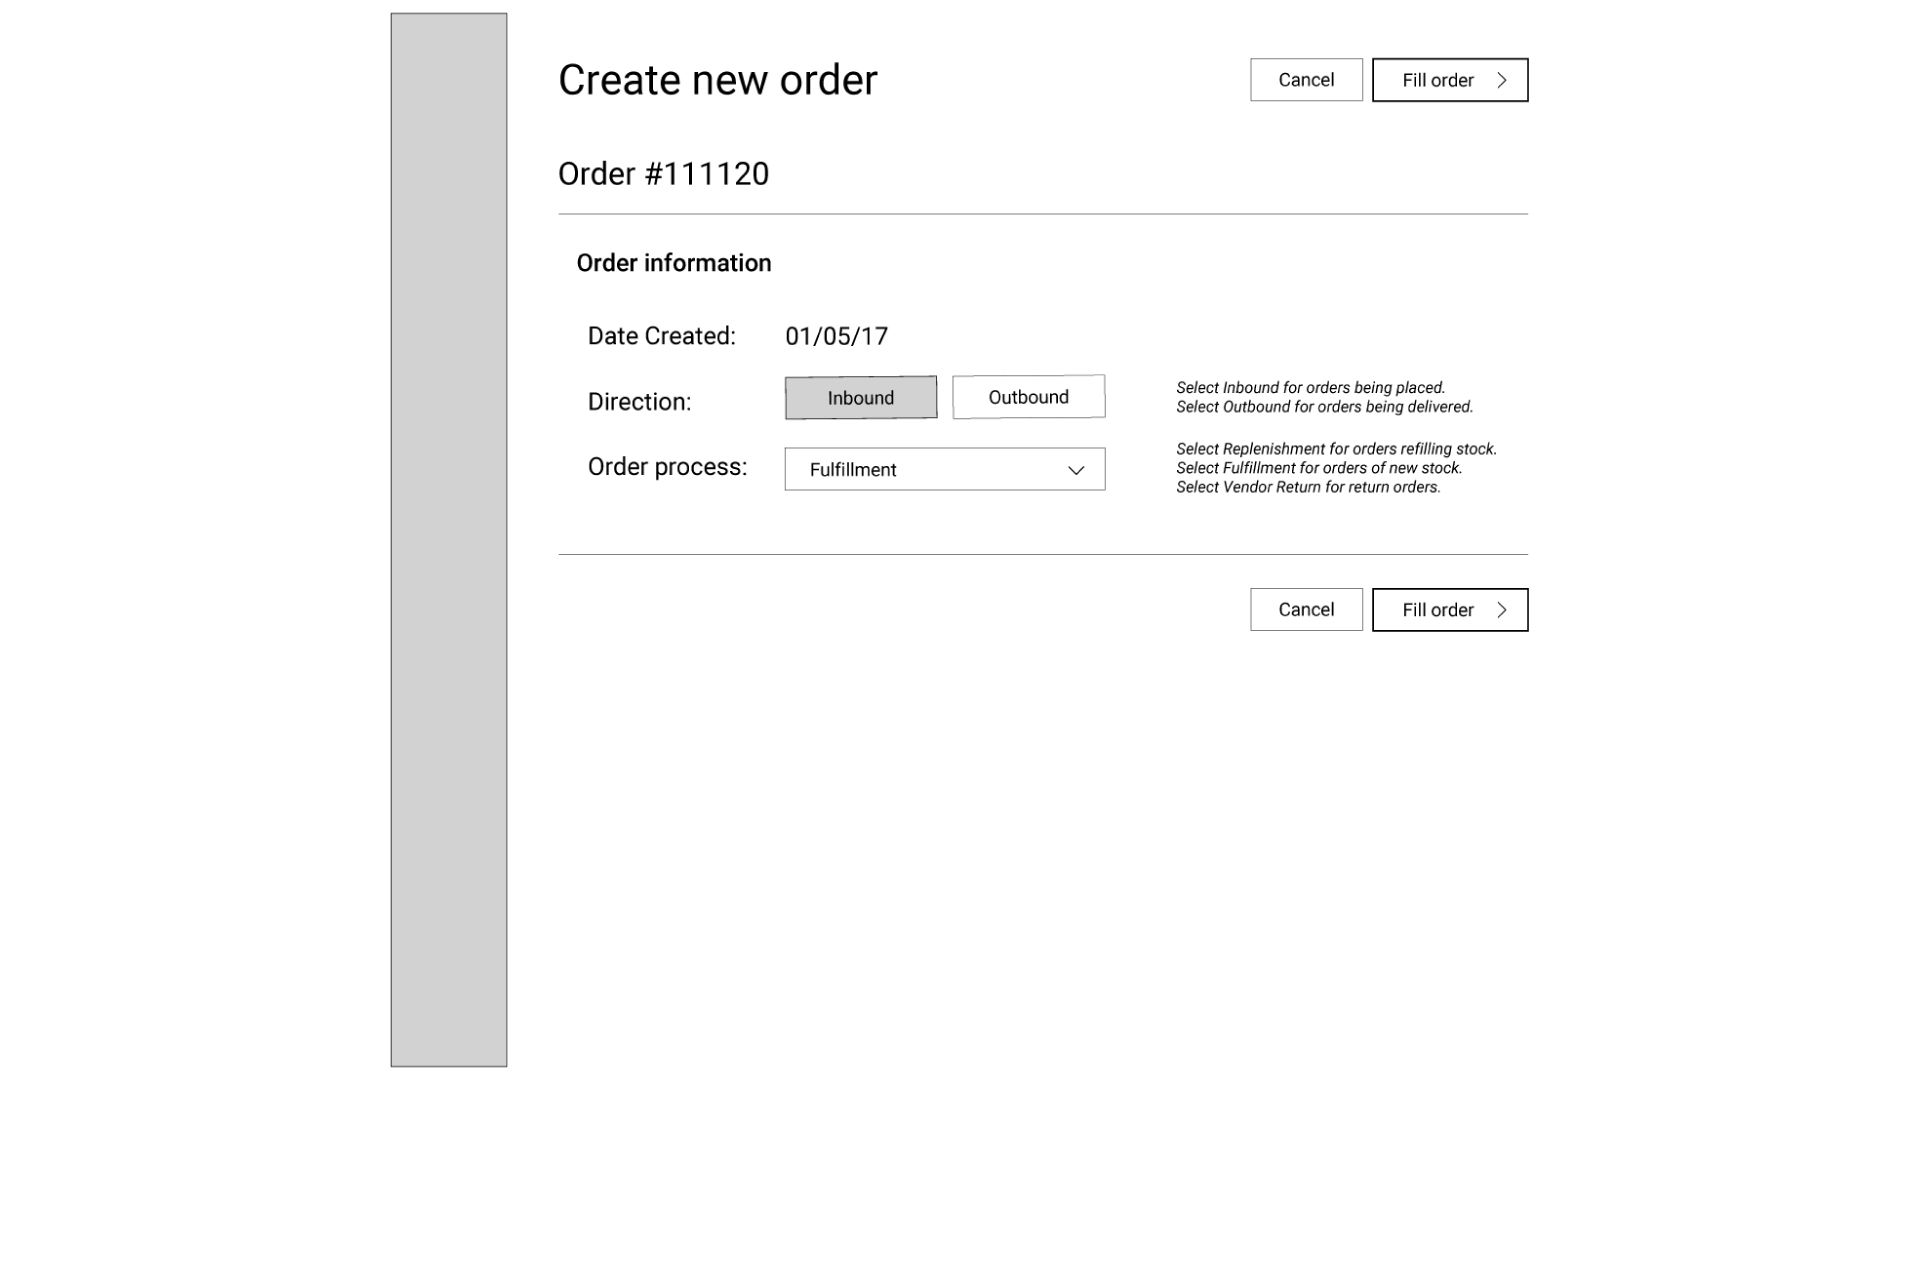 Create new order
Cancel
Fill order
Order #111120
Order information
Date Created: 01/05/17
Direction: Inbound Outbound
Select Inbound for orders being placed.
Select Outbound for orders being delivered.
Order process: Fulfillment
Select Replenishment for orders refilling stock.
Select Fulfillment for orders of new stock.
Select Vendor Return for return orders.
Cancel
Fill order